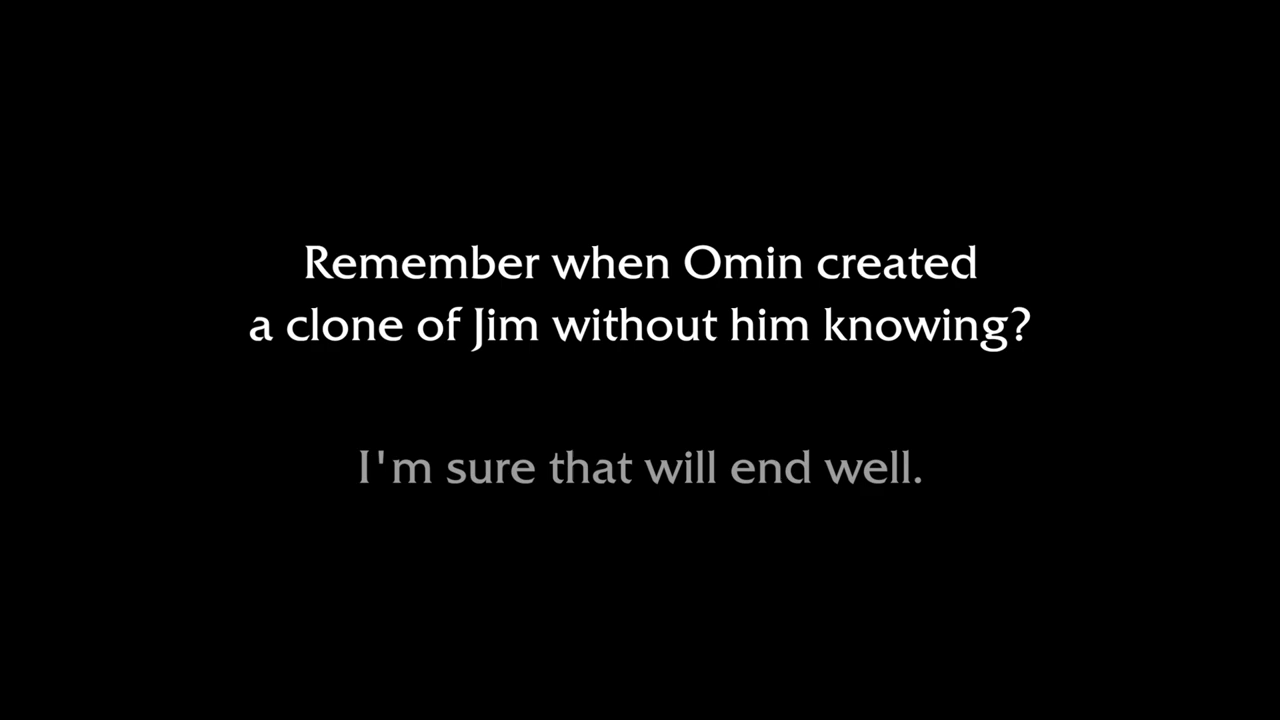 Remember when Omin created
a clone of Jim without him knowing?
I'm sure that will end well.